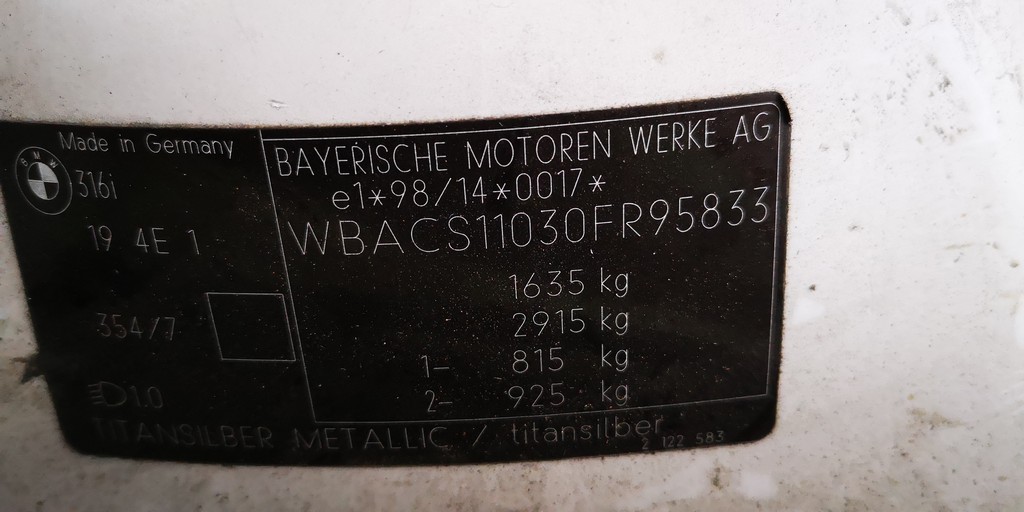 Made in Germany
BMW
316i
19 4E 1
354/7
1.0
BAYERISCHE MOTOREN WERKE AG
e1*98/14*0017*
WBACS11030FR95833
1635 kg
2915 kg
1- 815 kg
2- 925 kg
TITANSILBER METALLIC / titansilber
2 122 583